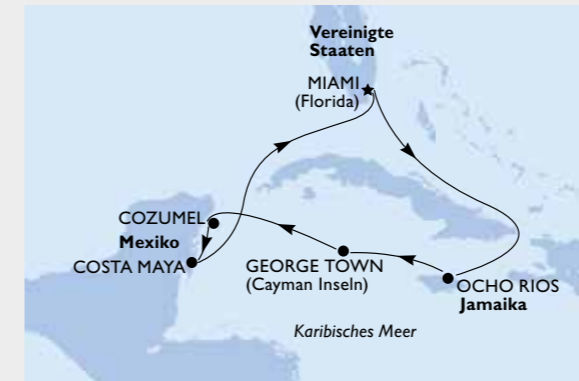 Vereinigte
Staaten
MIAMI
(Florida)
COZUMEL
Mexiko
COSTA MAYA
GEORGE TOWN
(Cayman Inseln)
OCHO RIOS
Jamaika
Karibisches Meer